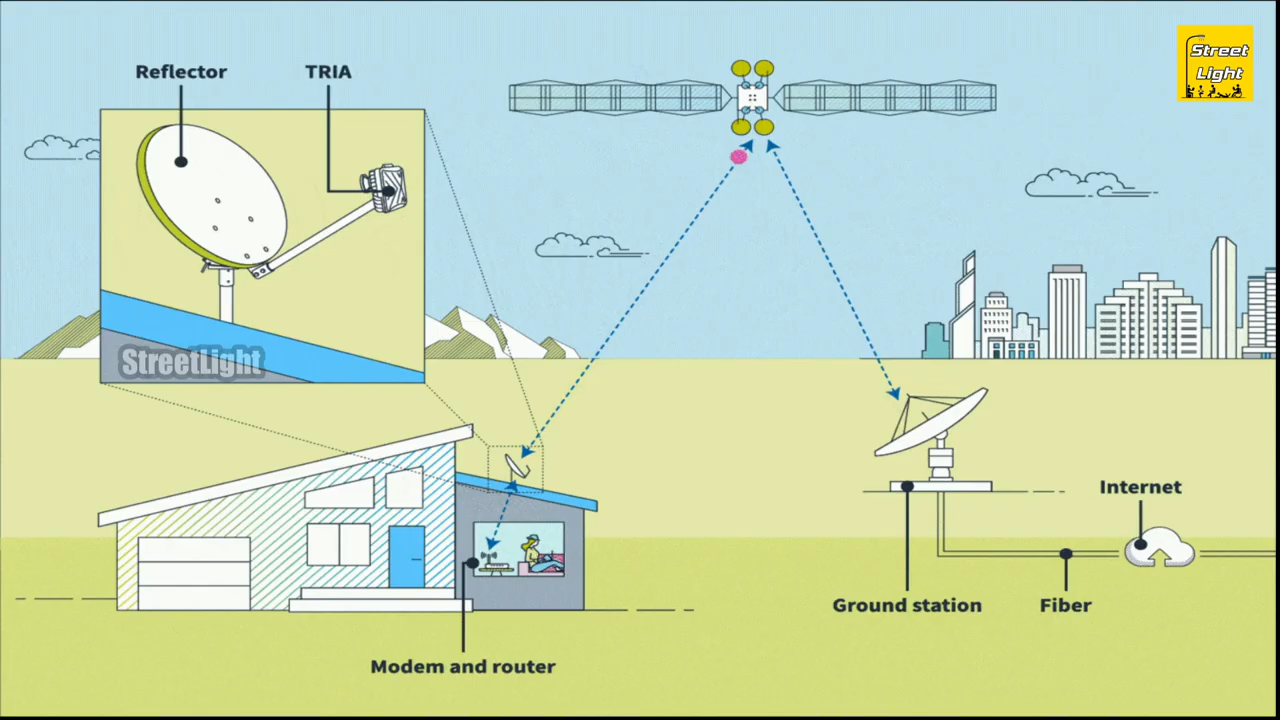 Reflector
TRIA
Street
Light
StreetLight
Internet
Ground station
Fiber
Modem and router